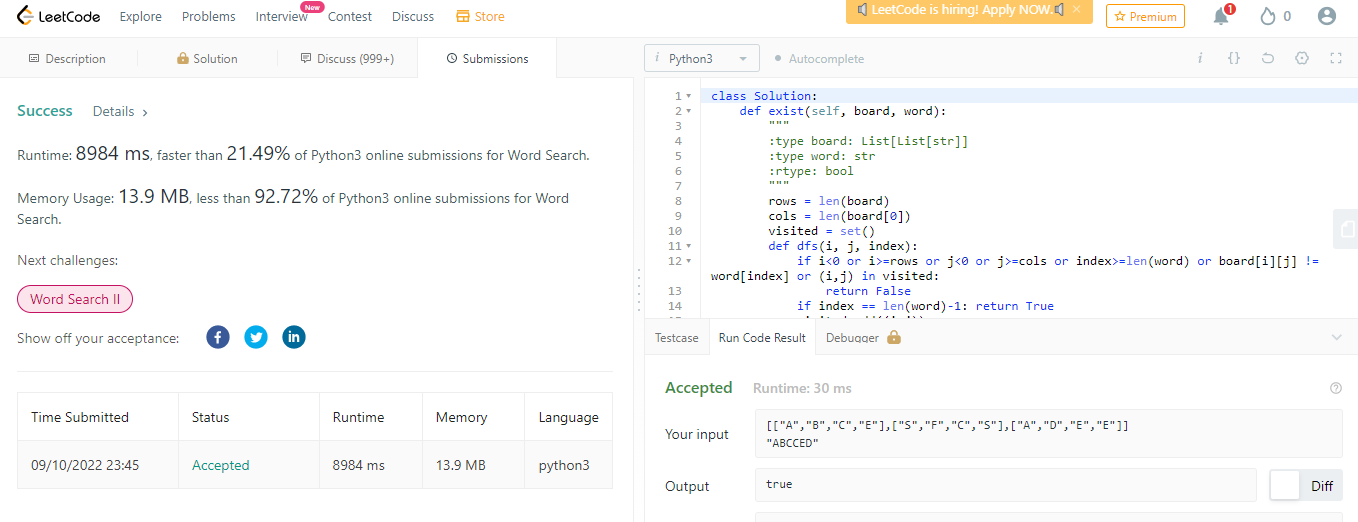 LeetCode
Explore
Problems
Interview
New
Contest
Discuss
Store
LeetCode is hiring! Apply NOW.
×
Premium
1
0
Description
Solution
Discuss (999+)
Submissions
Success
Details
Runtime: 8984 ms, faster than 21.49% of Python3 online submissions for Word Search.
Memory Usage: 13.9 MB, less than 92.72% of Python3 online submissions for Word
Search.
Next challenges:
Word Search II
Show off your acceptance:
Time Submitted Status Runtime Memory Language
09/10/2022 23:45 Accepted 8984 ms 13.9 MB python3
i Python3
Autocomplete
i {}
1 class Solution:
2 def exist(self, board, word):
3 """
4 :type board: List[List[str]]
5 :type word: str
6 :rtype: bool
7 """
8 rows = len(board)
9 cols = len(board[0])
10 visited = set()
11 def dfs(i, j, index):
12 if i<0 or i>=rows or j<0 or j>=cols or index>=len(word) or board[i][j] !=
word[index] or (i,j) in visited:
13 return False
14 if index == len(word)-1: return True
Testcase
Run Code Result
Debugger
Accepted Runtime: 30 ms
Your input
[["A","B","C","E"],["S","F","C","S"],["A","D","E","E"]]
"ABCCED"
Output
true
Diff